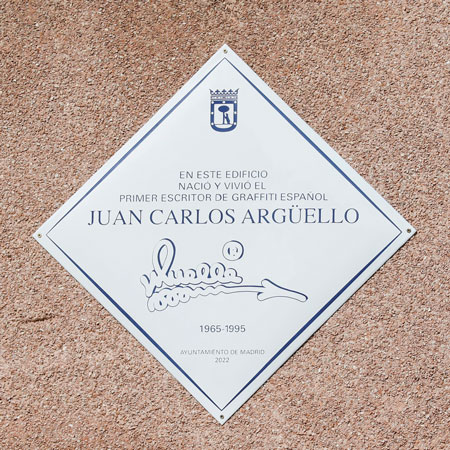 EN ESTE EDIFICIO
NACIÓ Y VIVIÓ EL
PRIMER ESCRITOR DE GRAFFITI ESPAÑOL
JUAN CARLOS ARGÜELLO
Muelle
1965-1995
AYUNTAMIENTO DE MADRID
2022